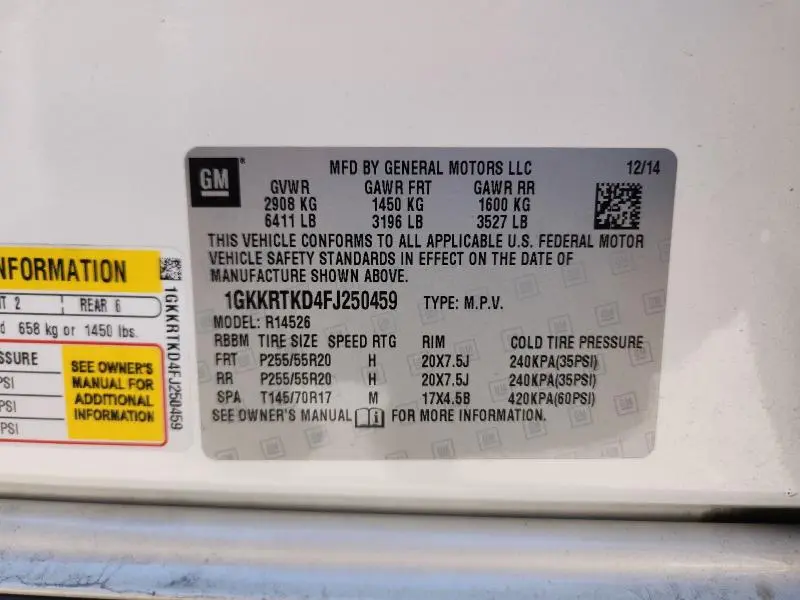 GM
MFD BY GENERAL MOTORS LLC 12/14
GVWR GAWR FRT GAWR RR
2908 KG 1450 KG 1600 KG
6411 LB 3196 LB 3527 LB
THIS VEHICLE CONFORMS TO ALL APPLICABLE U.S. FEDERAL MOTOR
VEHICLE SAFETY STANDARDS IN EFFECT ON THE DATE OF
MANUFACTURE SHOWN ABOVE.
1GKKRTKD4FJ250459 TYPE: M.P.V.
MODEL: R14526
RBBM TIRE SIZE SPEED RTG RIM COLD TIRE PRESSURE
FRT P255/55R20 H 20X7.5J 240KPA(35PSI)
RR P255/55R20 H 20X7.5J 240KPA(35PSI)
SPA T145/70R17 M 17X4.5B 420KPA(60PSI)
SEE OWNER'S MANUAL FOR MORE INFORMATION.
NFORMATION
2 REAR 6
658 kg or 1450 lbs.
SSURE
PSI
PSI
PSI
SEE OWNER'S
MANUAL FOR
ADDITIONAL
INFORMATION
1GKKRTKD4FJ250459